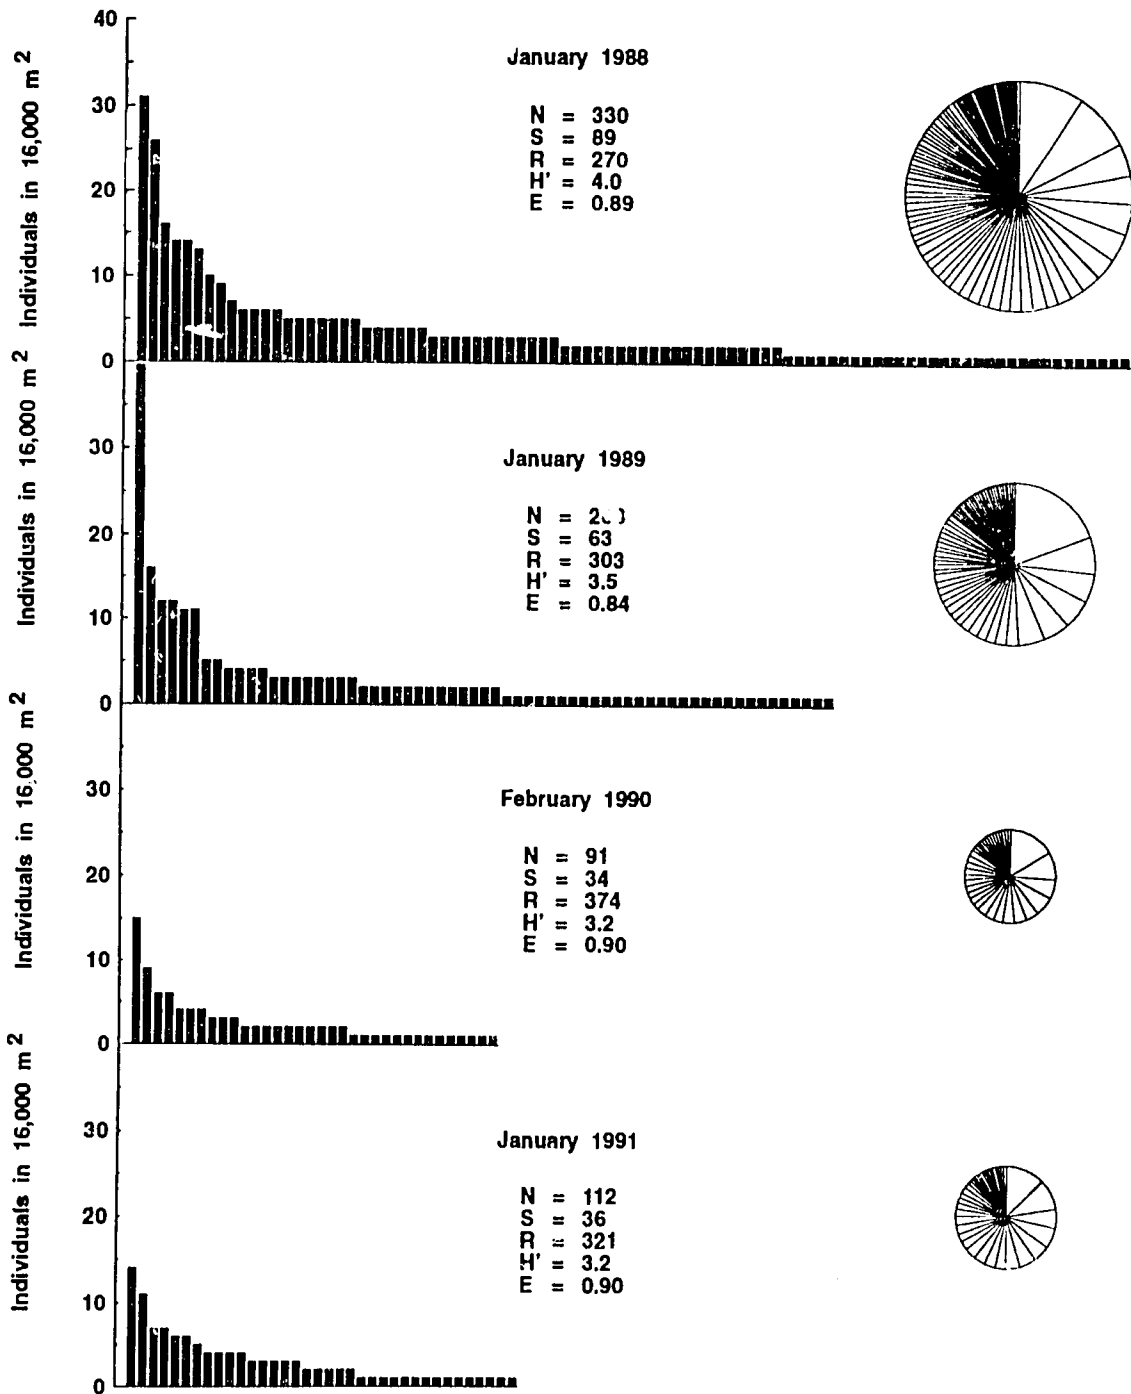 40
30
20
10
0
Individuals in 16,000 m2
January 1988
N = 330
S = 89
R = 270
H' = 4.0
E = 0.89
30
20
10
0
Individuals in 16,000 m2
January 1989
N =
S = 63
R = 303
H' = 3.5
E = 0.84
30
20
10
0
Individuals in 16,000 m2
February 1990
N = 91
S = 34
R = 374
H' = 3.2
E = 0.90
30
20
10
0
Individuals in 16,000 m2
January 1991
N = 112
S = 36
R = 321
H' = 3.2
E = 0.90